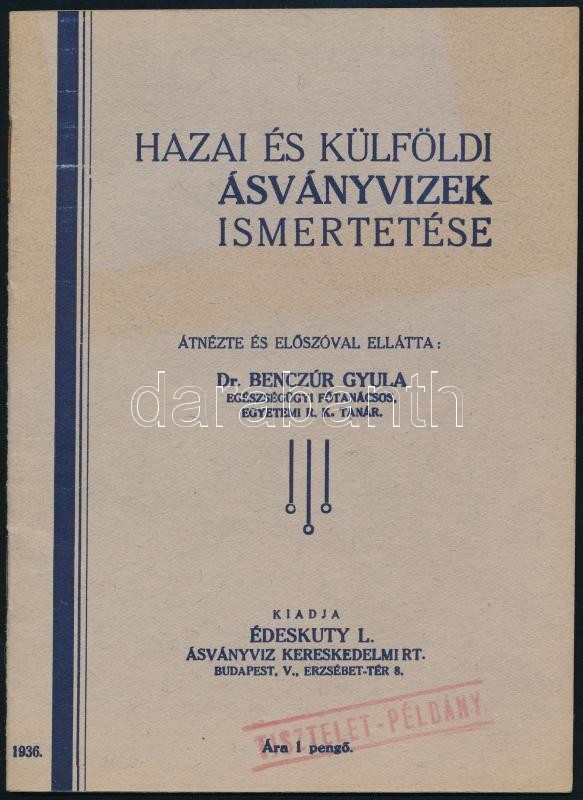 HAZAI ÉS KÜLFÖLDI
ÁSVÁNYVIZEK
ISMERTETÉSE
ÁTNÉZTE ÉS ELŐSZÓVAL ELLÁTTA:
Dr. BENCZÚR GYULA
EGÉSZSÉGÜGYI FŐTANÁCSOS,
EGYETEMI R. K. TANÁR.
darabanth
KIADJA
ÉDESKUTY L.
ÁSVÁNYVIZ KERESKEDELMI RT.
BUDAPEST, V., ERZSÉBET-TÉR 8.
TISZTELET-PÉLDÁNY
1936.
Ára 1 pengő.